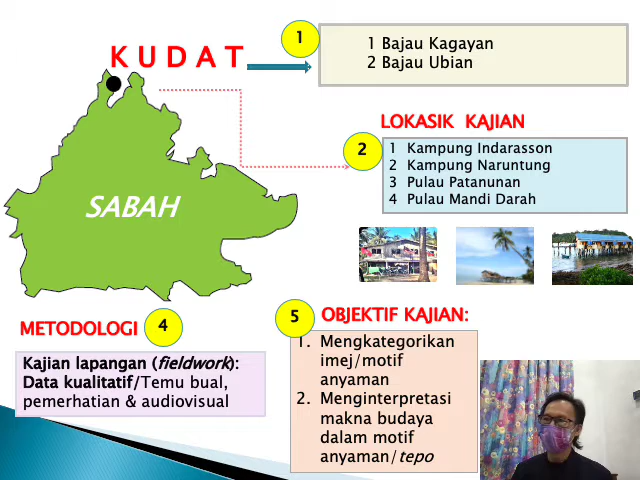 K U D A T
1
1 Bajau Kagayan
2 Bajau Ubian
LOKASIK KAJIAN
2
1 Kampung Indarasson
2 Kampung Naruntung
3 Pulau Patanunan
4 Pulau Mandi Darah
SABAH
METODOLOGI
4
Kajian lapangan (fieldwork):
Data kualitatif/Temu bual,
pemerhatian & audiovisual
5
OBJEKTIF KAJIAN:
1. Mengkategorikan
imej/motif
anyaman
2. Menginterpretasi
makna budaya
dalam motif
anyaman/tepo